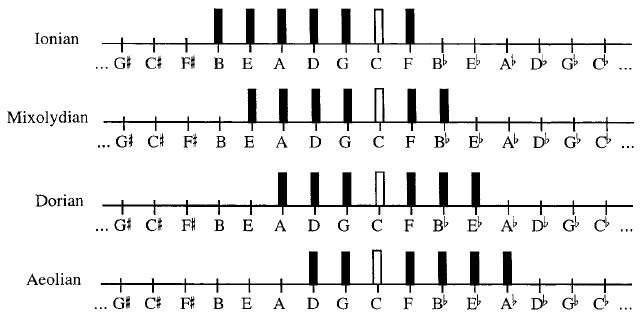 Ionian
... G♯ C♯ F♯ B E A D G C F B♭ E♭ A♭ D♭ G♭ C♭ ...
Mixolydian
... G♯ C♯ F♯ B E A D G C F B♭ E♭ A♭ D♭ G♭ C♭ ...
Dorian
... G♯ C♯ F♯ B E A D G C F B♭ E♭ A♭ D♭ G♭ C♭ ...
Aeolian
... G♯ C♯ F♯ B E A D G C F B♭ E♭ A♭ D♭ G♭ C♭ ...